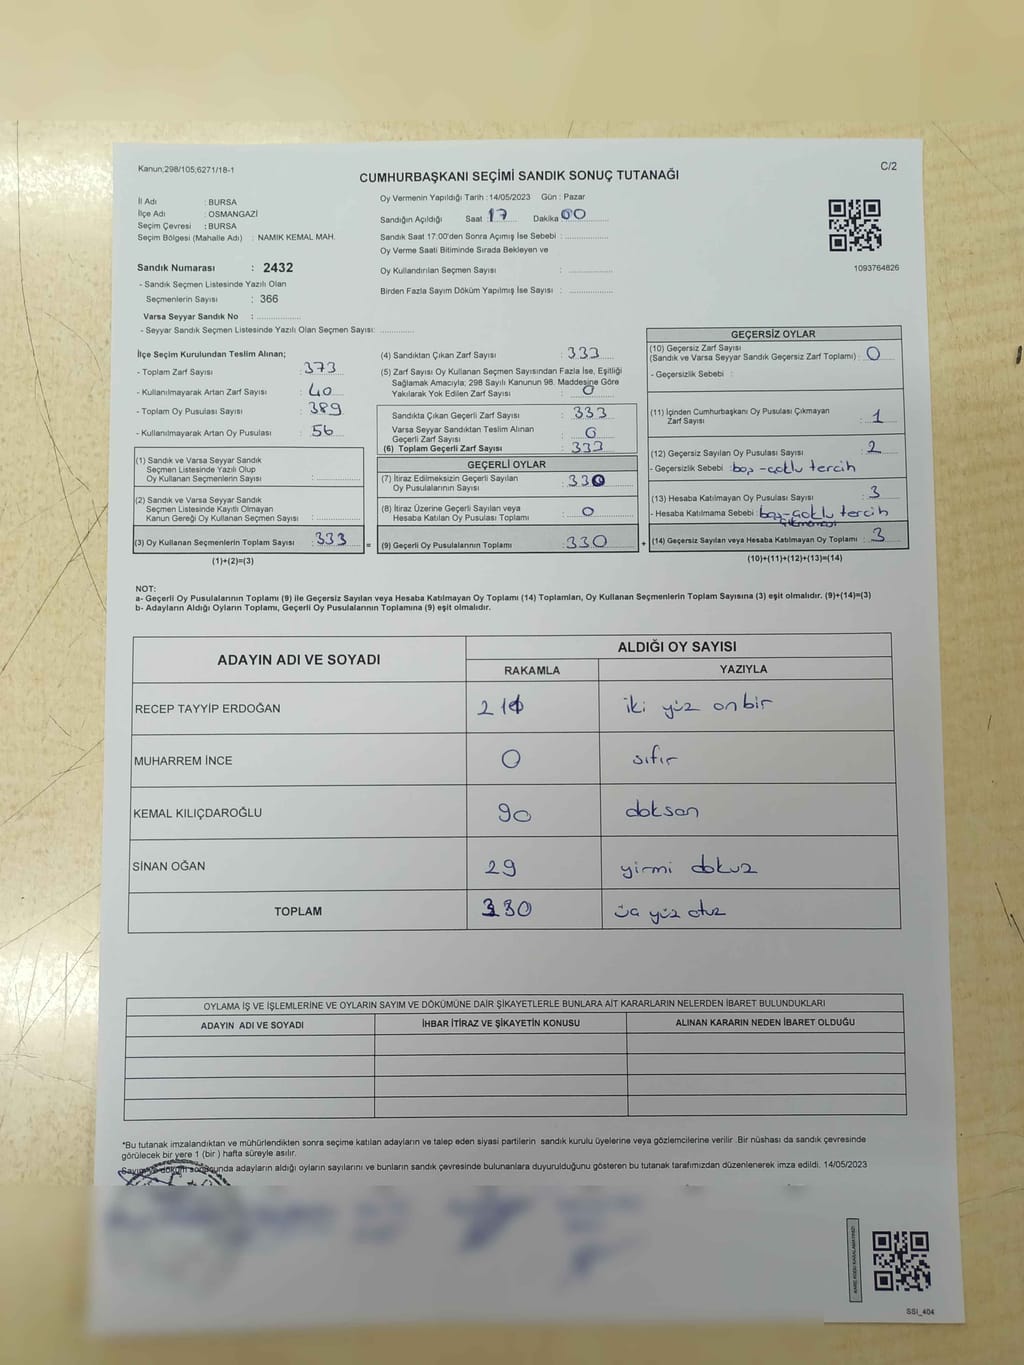 Kanun;298/105;6271/18-1
C/2
CUMHURBAŞKANI SEÇİMİ SANDIK SONUÇ TUTANAĞI
İl Adı : BURSA
İlçe Adı : OSMANGAZİ
Seçim Çevresi : BURSA
Seçim Bölgesi (Mahalle Adı) : NAMIK KEMAL MAH.
Oy Vermenin Yapıldığı Tarih : 14/05/2023 Gün : Pazar
Sandığın Açıldığı Saat 17 Dakika 00
Sandık Saat 17:00'den Sonra Açımış İse Sebebi :
Oy Verme Saati Bitiminde Sırada Bekleyen ve
Oy Kullandırılan Seçmen Sayısı :
Birden Fazla Sayım Döküm Yapılmış İse Sayısı :
1093764826
Sandık Numarası : 2432
- Sandık Seçmen Listesinde Yazılı Olan
Seçmenlerin Sayısı : 366
Varsa Seyyar Sandık No :
- Seyyar Sandık Seçmen Listesinde Yazılı Olan Seçmen Sayısı:
İlçe Seçim Kurulundan Teslim Alınan;
- Toplam Zarf Sayısı : 373
- Kullanılmayarak Artan Zarf Sayısı : 40
- Toplam Oy Pusulası Sayısı : 389
- Kullanılmayarak Artan Oy Pusulası : 56
(1) Sandık ve Varsa Seyyar Sandık
Seçmen Listesinde Yazılı Olup
Oy Kullanan Seçmenlerin Sayısı :
(2) Sandık ve Varsa Seyyar Sandık
Seçmen Listesinde Kayıtlı Olmayan
Kanun Gereği Oy Kullanan Seçmen Sayısı :
(3) Oy Kullanan Seçmenlerin Toplam Sayısı : 333 =
(1)+(2)=(3)
(4) Sandıktan Çıkan Zarf Sayısı : 333
(5) Zarf Sayısı Oy Kullanan Seçmen Sayısından Fazla İse, Eşitliği
Sağlamak Amacıyla; 298 Sayılı Kanunun 98. Maddesine Göre
Yakılarak Yok Edilen Zarf Sayısı : 0
Sandıkta Çıkan Geçerli Zarf Sayısı : 333
Varsa Seyyar Sandıktan Teslim Alınan
Geçerli Zarf Sayısı : 0
(6) Toplam Geçerli Zarf Sayısı : 333
GEÇERLİ OYLAR
(7) İtiraz Edilmeksizin Geçerli Sayılan
Oy Pusulalarının Sayısı : 330
(8) İtiraz Üzerine Geçerli Sayılan veya
Hesaba Katılan Oy Pusulası Toplamı : 0
(9) Geçerli Oy Pusulalarının Toplamı : 330 +
GEÇERSİZ OYLAR
(10) Geçersiz Zarf Sayısı
(Sandık ve Varsa Seyyar Sandık Geçersiz Zarf Toplamı) : 0
- Geçersizlik Sebebi :
(11) İçinden Cumhurbaşkanı Oy Pusulası Çıkmayan
Zarf Sayısı : 1
(12) Geçersiz Sayılan Oy Pusulası Sayısı : 2
- Geçersizlik Sebebi : boş -çoklu tercih
(13) Hesaba Katılmayan Oy Pusulası Sayısı : 3
- Hesaba Katılmama Sebebi : boş-çoklu tercih
çıkmaması
(14) Geçersiz Sayılan veya Hesaba Katılmayan Oy Toplamı : 3
(10)+(11)+(12)+(13)=(14)
NOT:
a- Geçerli Oy Pusulalarının Toplamı (9) ile Geçersiz Sayılan veya Hesaba Katılmayan Oy Toplamı (14) Toplamları, Oy Kullanan Seçmenlerin Toplam Sayısına (3) eşit olmalıdır. (9)+(14)=(3)
b- Adayların Aldığı Oyların Toplamı, Geçerli Oy Pusulalarının Toplamına (9) eşit olmalıdır.
ADAYIN ADI VE SOYADI
ALDIĞI OY SAYISI
RAKAMLA YAZIYLA
RECEP TAYYİP ERDOĞAN 211 iki yüz onbir
MUHARREM İNCE 0 sıfır
KEMAL KILIÇDAROĞLU 90 doksan
SİNAN OĞAN 29 yirmi dokuz
TOPLAM 330 üç yüz otuz
OYLAMA İŞ VE İŞLEMLERİNE VE OYLARIN SAYIM VE DÖKÜMÜNE DAİR ŞİKAYETLERLE BUNLARA AİT KARARLARIN NELERDEN İBARET BULUNDUKLARI
ADAYIN ADI VE SOYADI İHBAR İTİRAZ VE ŞİKAYETİN KONUSU ALINAN KARARIN NEDEN İBARET OLDUĞU
*Bu tutanak imzalandıktan ve mühürlendikten sonra seçime katılan adayların ve talep eden siyasi partilerin sandık kurulu üyelerine veya gözlemcilerine verilir .Bir nüshası da sandık çevresinde
görülecek bir yere 1 (bir ) hafta süreyle asılır.
Sayım ve döküm sonucunda adayların aldığı oyların sayılarını ve bunların sandık çevresinde bulunanlara duyurulduğunu gösteren bu tutanak tarafımızdan düzenlenerek imza edildi. 14/05/2023
SSİ_404